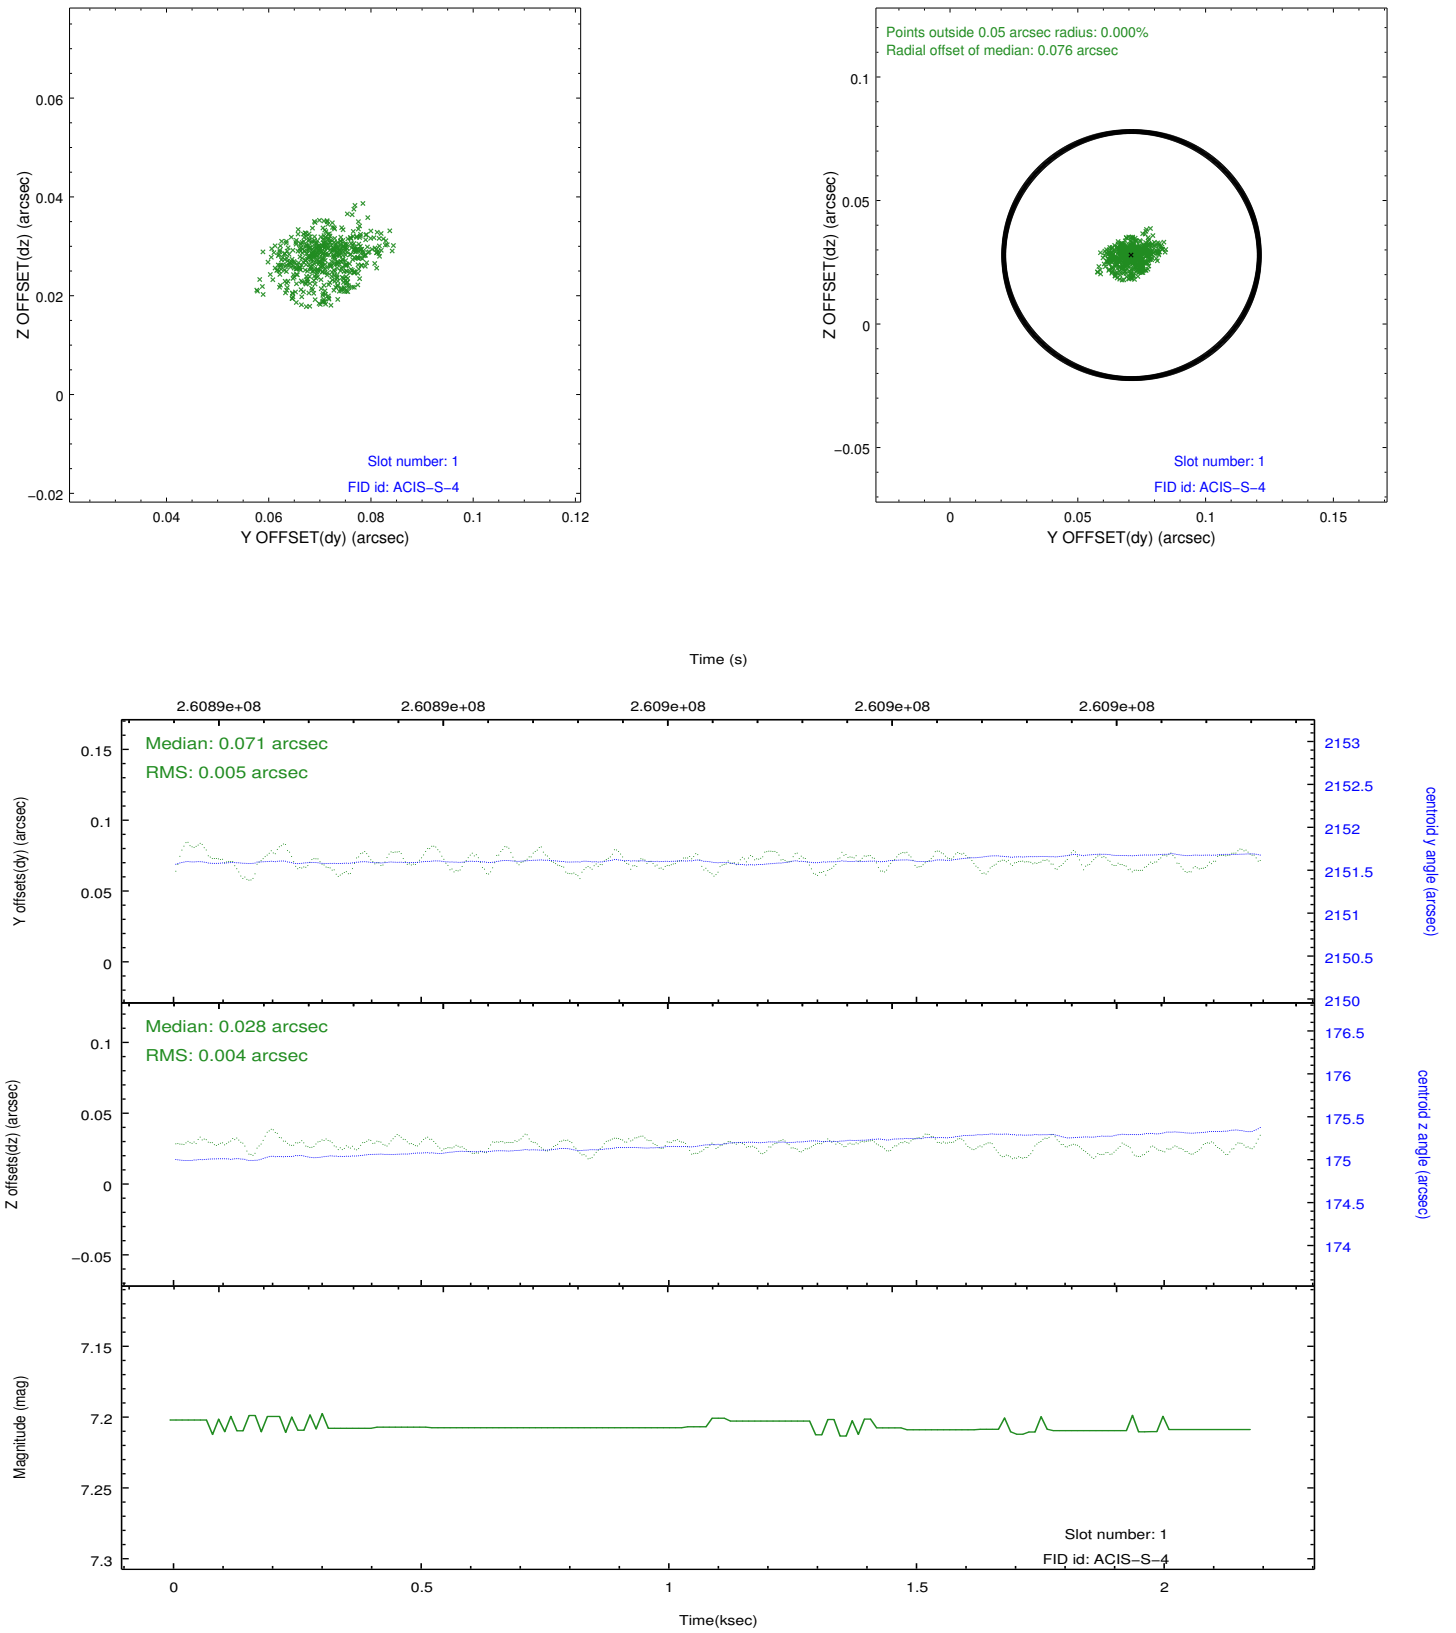 0.06
0.04
0.02
0
−0.02
Z OFFSET(dz) (arcsec)
Slot number: 1
FID id: ACIS−S−4
0.04
0.06
0.08
0.1
0.12
Y OFFSET(dy) (arcsec)
Points outside 0.05 arcsec radius: 0.000%
Radial offset of median: 0.076 arcsec
0.1
0.05
0
−0.05
Z OFFSET(dz) (arcsec)
Slot number: 1
FID id: ACIS−S−4
0
0.05
0.1
0.15
Y OFFSET(dy) (arcsec)
Time (s)
2.6089e+08
2.6089e+08
2.609e+08
2.609e+08
2.609e+08
Median: 0.071 arcsec
RMS: 0.005 arcsec
0.15
0.1
0.05
0
Y offsets(dy) (arcsec)
2153
2152.5
2152
2151.5
2151
2150.5
2150
centroid y angle (arcsec)
Median: 0.028 arcsec
RMS: 0.004 arcsec
0.1
0.05
0
−0.05
Z offsets(dz) (arcsec)
176.5
176
175.5
175
174.5
174
centroid z angle (arcsec)
7.15
7.2
7.25
7.3
Magnitude (mag)
Slot number: 1
FID id: ACIS−S−4
0
0.5
1
1.5
2
Time(ksec)